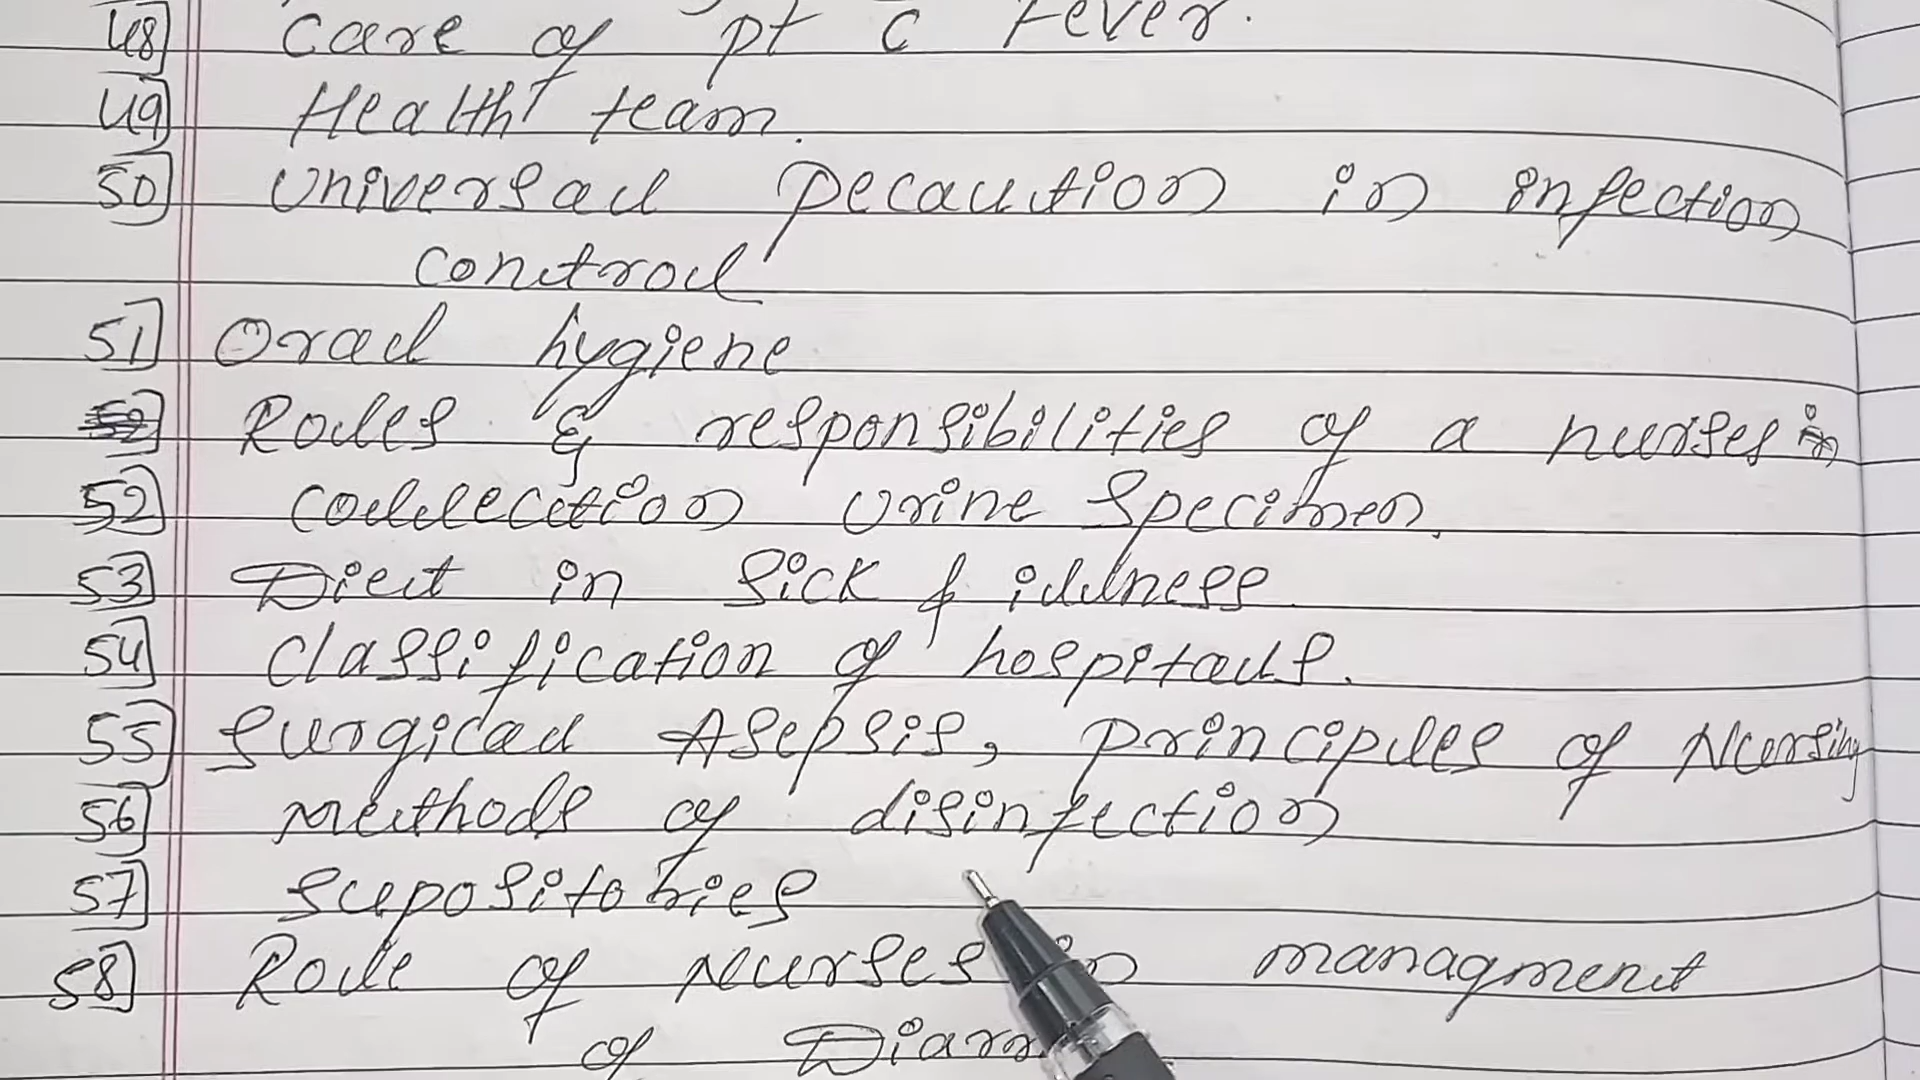 48] Care of pt c̄ Fever.
49] Health team.
50] Universal Pecaution in infection
control
51] Oral hygiene
Roles & responsibilities of a nurses in
52] collection urine specimen.
53] Diet in sick & illness
54] Classification of hospitals.
55] Surgical Asepsis, Principles of Nursing
56] Methods of disinfection
57] Supositories
58] Role of Nurses in managment
of